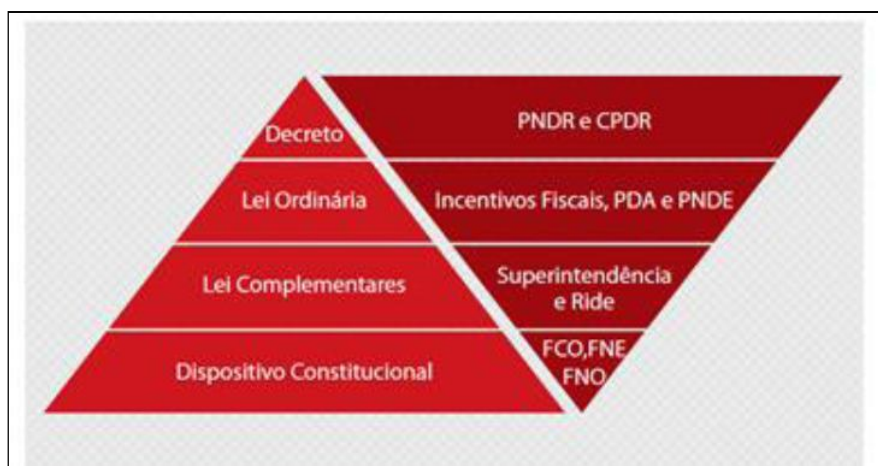 Decreto
PNDR e CPDR
Lei Ordinária
Incentivos Fiscais, PDA e PNDE
Lei Complementares
Superintendência
e Ride
Dispositivo Constitucional
FCO,FNE
FNO